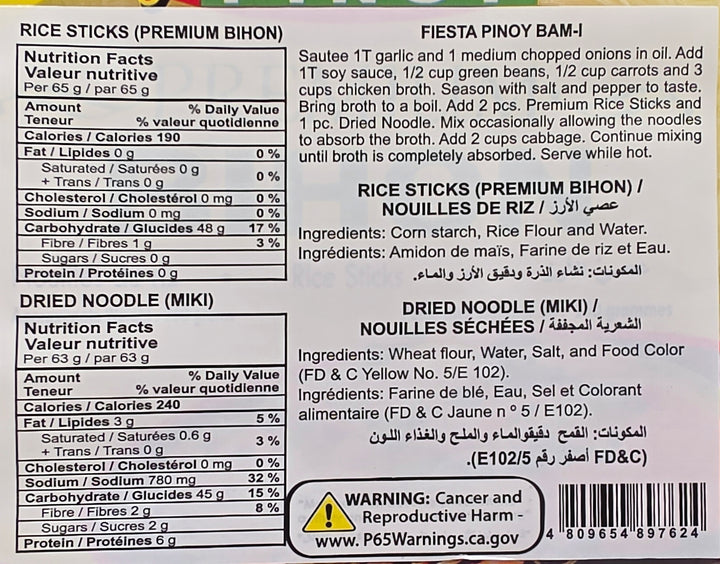 PINOY
RICE STICKS (PREMIUM BIHON)
Nutrition Facts
Valeur nutritive
Per 65 g / par 65 g
Amount % Daily Value
Teneur % valeur quotidienne
Calories / Calories 190
Fat / Lipides 0 g 0 %
Saturated / Saturées 0 g
+ Trans / Trans 0 g 0 %
Cholesterol / Cholestérol 0 mg 0 %
Sodium / Sodium 0 mg 0 %
Carbohydrate / Glucides 48 g 17 %
Fibre / Fibres 1 g 3 %
Sugars / Sucres 0 g
Protein / Protéines 0 g
DRIED NOODLE (MIKI)
Nutrition Facts
Valeur nutritive
Per 63 g / par 63 g
Amount % Daily Value
Teneur % valeur quotidienne
Calories / Calories 240
Fat / Lipides 3 g 5 %
Saturated / Saturées 0.6 g
+ Trans / Trans 0 g 3 %
Cholesterol / Cholestérol 0 mg 0 %
Sodium / Sodium 780 mg 32 %
Carbohydrate / Glucides 45 g 15 %
Fibre / Fibres 2 g 8 %
Sugars / Sucres 2 g
Protein / Protéines 6 g
FIESTA PINOY BAM-I
Sautee 1T garlic and 1 medium chopped onions in oil. Add
1T soy sauce, 1/2 cup green beans, 1/2 cup carrots and 3
cups chicken broth. Season with salt and pepper to taste.
Bring broth to a boil. Add 2 pcs. Premium Rice Sticks and
1 pc. Dried Noodle. Mix occasionally allowing the noodles
to absorb the broth. Add 2 cups cabbage. Continue mixing
until broth is completely absorbed. Serve while hot.
RICE STICKS (PREMIUM BIHON) /
NOUILLES DE RIZ / عصي الأرز
Ingredients: Corn starch, Rice Flour and Water.
Ingrédients: Amidon de maïs, Farine de riz et Eau.
المكونات: نشاء الذرة ودقيق الأرز والماء.
DRIED NOODLE (MIKI) /
NOUILLES SÉCHÉES / الشعرية المجففة
Ingredients: Wheat flour, Water, Salt, and Food Color
(FD & C Yellow No. 5/E 102).
Ingrédients: Farine de blé, Eau, Sel et Colorant
alimentaire (FD & C Jaune n º 5 / E102).
المكونات: القمح دقيقوالماء والملح والغذاء اللون
(FD&C أصفر رقم 5/E102).
WARNING: Cancer and
Reproductive Harm -
www. P65Warnings.ca.gov
4 809654 897624